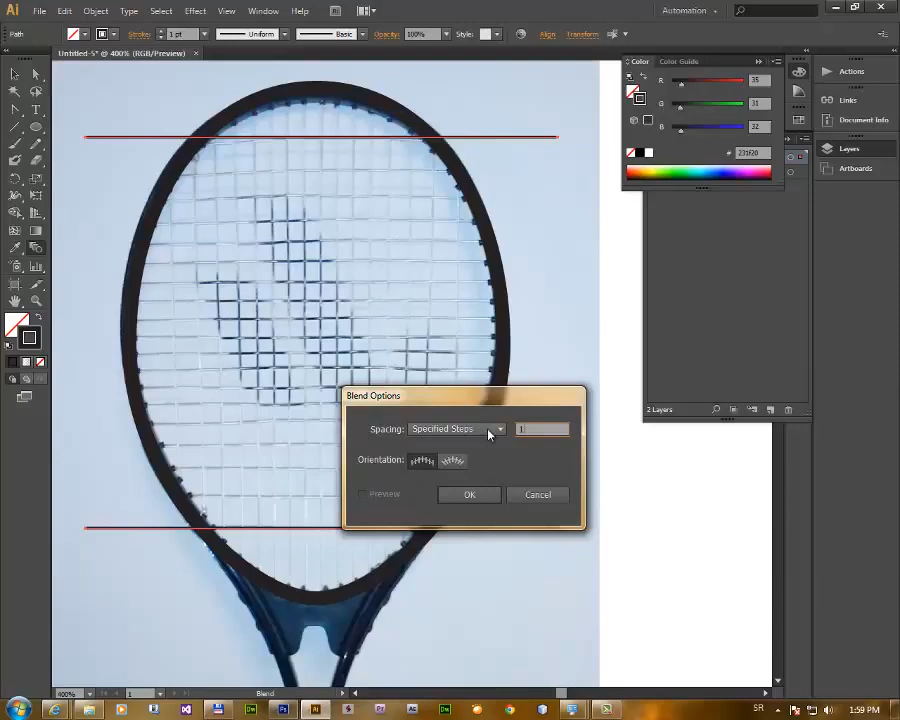 Ai File Edit Object Type Select Effect View Window Help Br Automation
Path Stroke: 1 pt Uniform Basic Opacity: 100% Style: Align Transform
Untitled-5* @ 400% (RGB/Preview) ×
Color Color Guide
R 35
G 31
B 32
# 231F20
Actions
Links
Document Info
Layers
Artboards
2 Layers
Blend Options
Spacing: Specified Steps 1
Orientation:
Preview OK Cancel
400% 1 Blend
SR 1:59 PM